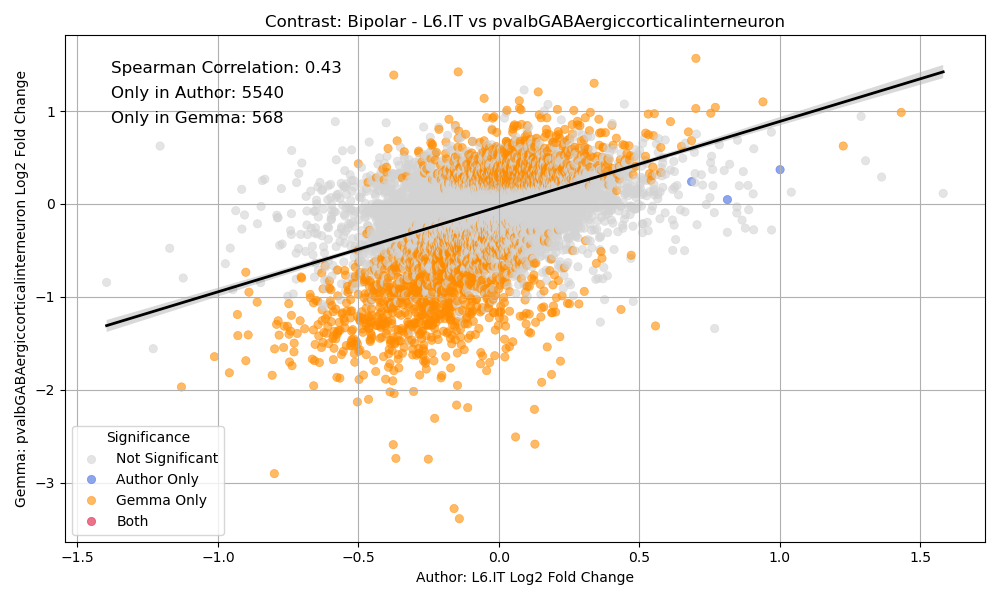 Contrast: Bipolar - L6.IT vs pvalbGABAergiccorticalinterneuron
Spearman Correlation: 0.43
Only in Author: 5540
Only in Gemma: 568
Gemma: pvalbGABAergiccorticalinterneuron Log2 Fold Change
1
0
−1
−2
−3
Significance
Not Significant
Author Only
Gemma Only
Both
−1.5 −1.0 −0.5 0.0 0.5 1.0 1.5
Author: L6.IT Log2 Fold Change